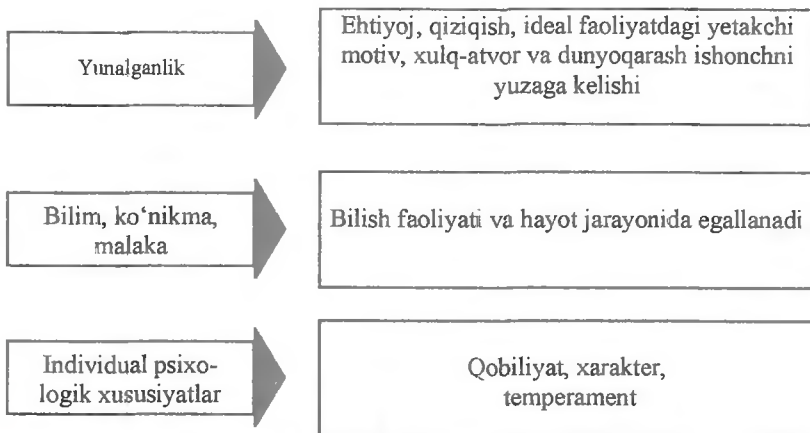 Yunalganlik
Ehtiyoj, qiziqish, ideal faoliyatdagi yetakchi
motiv, xulq-atvor va dunyoqarash ishonchni
yuzaga kelishi
Bilim, ko‘nikma,
malaka
Bilish faoliyati va hayot jarayonida egallanadi
Individual psixo-
logik xususiyatlar
Qobiliyat, xarakter,
temperament